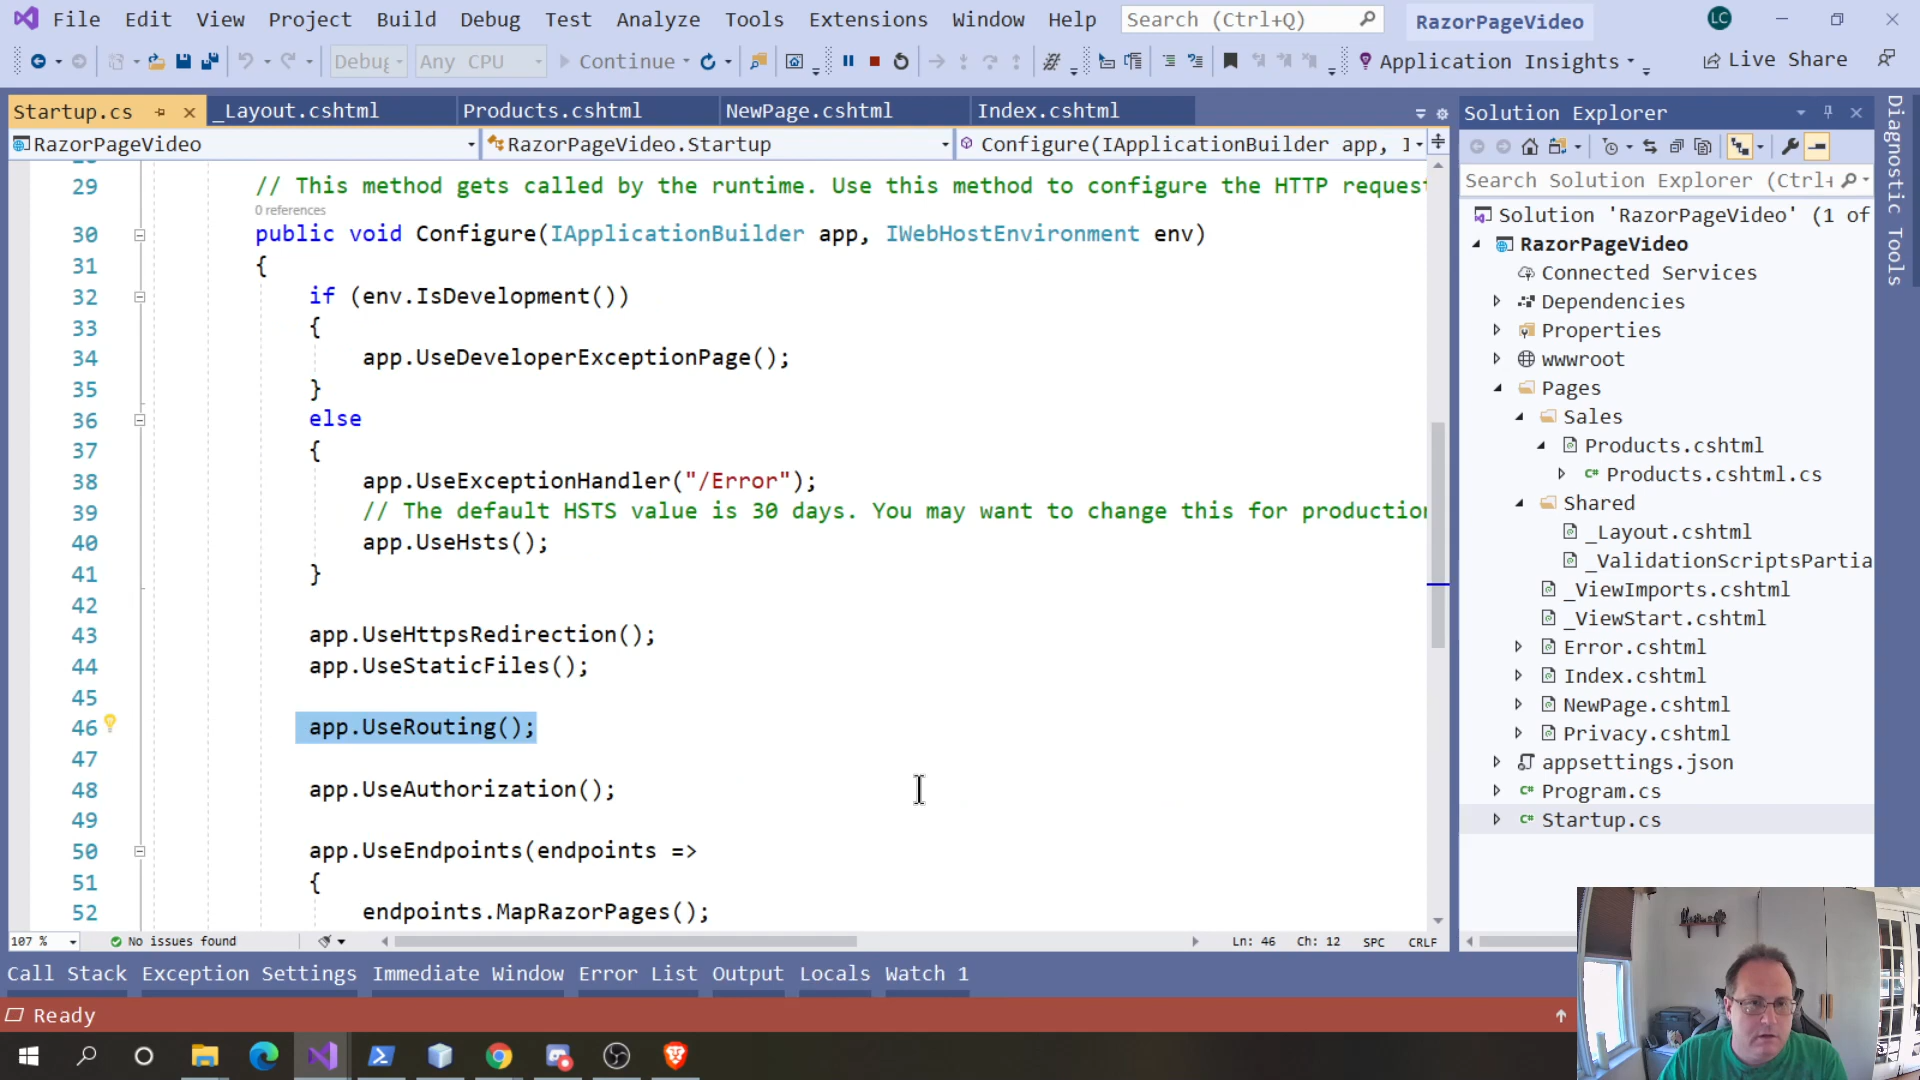 File Edit View Project Build Debug Test Analyze Tools Extensions Window Help Search (Ctrl+Q) RazorPageVideo LC
Debug Any CPU Continue Application Insights Live Share
Startup.cs _Layout.cshtml Products.cshtml NewPage.cshtml Index.cshtml
RazorPageVideo RazorPageVideo.Startup Configure(IApplicationBuilder app, I
29 // This method gets called by the runtime. Use this method to configure the HTTP request
0 references
30 public void Configure(IApplicationBuilder app, IWebHostEnvironment env)
31 {
32 if (env.IsDevelopment())
33 {
34 app.UseDeveloperExceptionPage();
35 }
36 else
37 {
38 app.UseExceptionHandler("/Error");
39 // The default HSTS value is 30 days. You may want to change this for production
40 app.UseHsts();
41 }
42
43 app.UseHttpsRedirection();
44 app.UseStaticFiles();
45
46 app.UseRouting();
47
48 app.UseAuthorization();
49
50 app.UseEndpoints(endpoints =>
51 {
52 endpoints.MapRazorPages();
107 % No issues found Ln: 46 Ch: 12 SPC CRLF
Call Stack Exception Settings Immediate Window Error List Output Locals Watch 1
Ready
Solution Explorer
Search Solution Explorer (Ctrl+
Solution 'RazorPageVideo' (1 of
RazorPageVideo
Connected Services
Dependencies
Properties
wwwroot
Pages
Sales
Products.cshtml
C# Products.cshtml.cs
Shared
_Layout.cshtml
_ValidationScriptsPartia
_ViewImports.cshtml
_ViewStart.cshtml
Error.cshtml
Index.cshtml
NewPage.cshtml
Privacy.cshtml
appsettings.json
C# Program.cs
C# Startup.cs
Diagnostic Tools